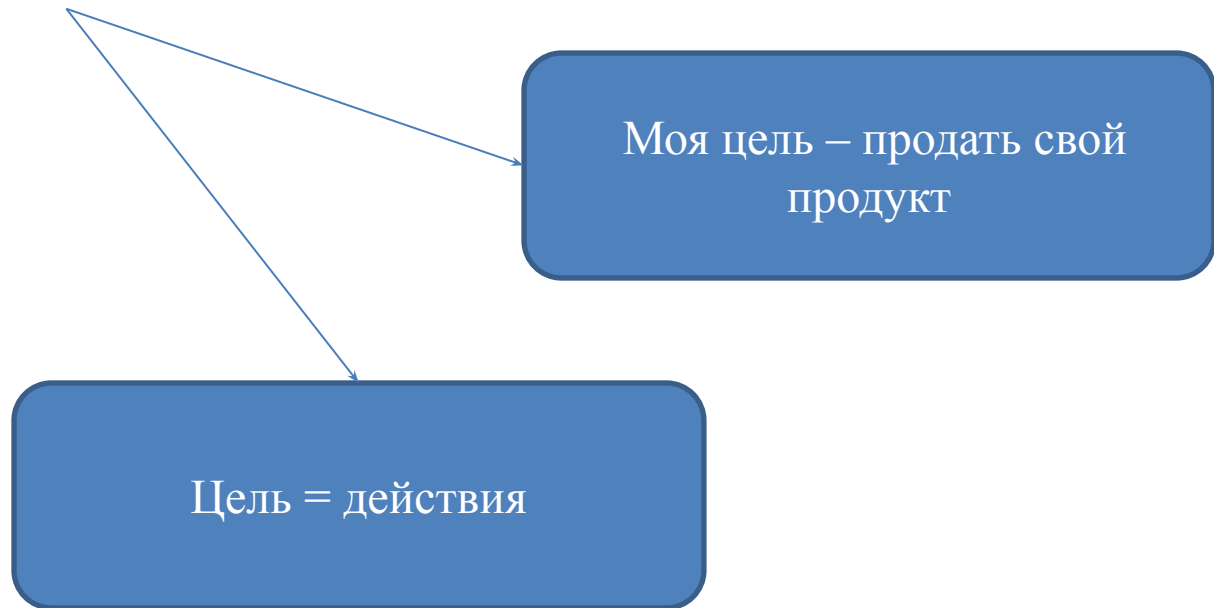 Моя цель – продать свой
продукт
Цель = действия